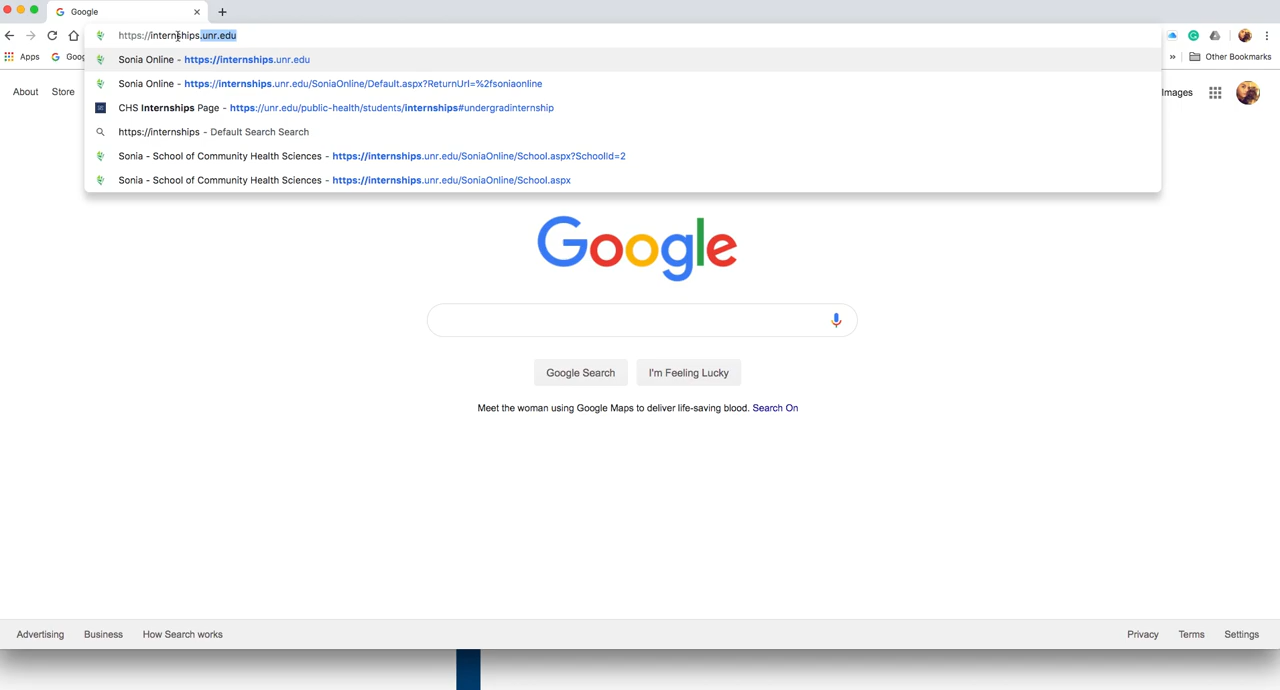 Google
https://internships.unr.edu
Apps
Goog
»
Other Bookmarks
Sonia Online - https://internships.unr.edu
Sonia Online - https://internships.unr.edu/SoniaOnline/Default.aspx?ReturnUrl=%2fsoniaonline
CHS Internships Page - https://unr.edu/public-health/students/internships#undergradinternship
https://internships - Default Search Search
Sonia - School of Community Health Sciences - https://internships.unr.edu/SoniaOnline/School.aspx?SchoolId=2
Sonia - School of Community Health Sciences - https://internships.unr.edu/SoniaOnline/School.aspx
About Store
Images
Google
Google Search
I'm Feeling Lucky
Meet the woman using Google Maps to deliver life-saving blood. Search On
Advertising Business How Search works
Privacy Terms Settings